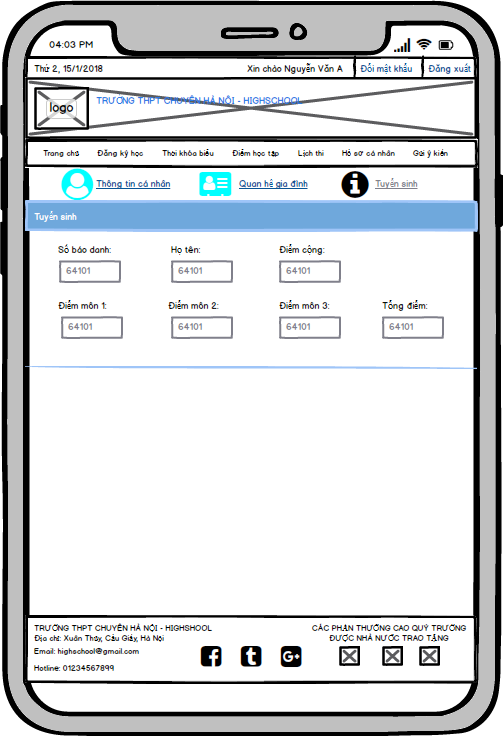 04:03 PM
Thứ 2, 15/1/2018 Xin chào Nguyễn Văn A Đổi mật khẩu Đăng xuất
logo TRƯỜNG THPT CHUYÊN HÀ NỘI - HIGHSCHOOL
Trang chủ Đăng ký học Thời khóa biểu Điểm học tập Lịch thi Hồ sơ cá nhân Gửi ý kiến
Thông tin cá nhân Quan hệ gia đình Tuyển sinh
Tuyển sinh
Số báo danh: Họ tên: Điểm cộng:
64101 64101 64101
Điểm môn 1: Điểm môn 2: Điểm môn 3: Tổng điểm:
64101 64101 64101 64101
TRƯỜNG THPT CHUYÊN HÀ NỘI - HIGHSHOOL
Địa chỉ: Xuân Thủy, Cầu Giấy, Hà Nội
Email: highschool@gmail.com
Hotline: 01234567899
CÁC PHẦN THƯỞNG CAO QUÝ TRƯỜNG
ĐƯỢC NHÀ NƯỚC TRAO TẶNG